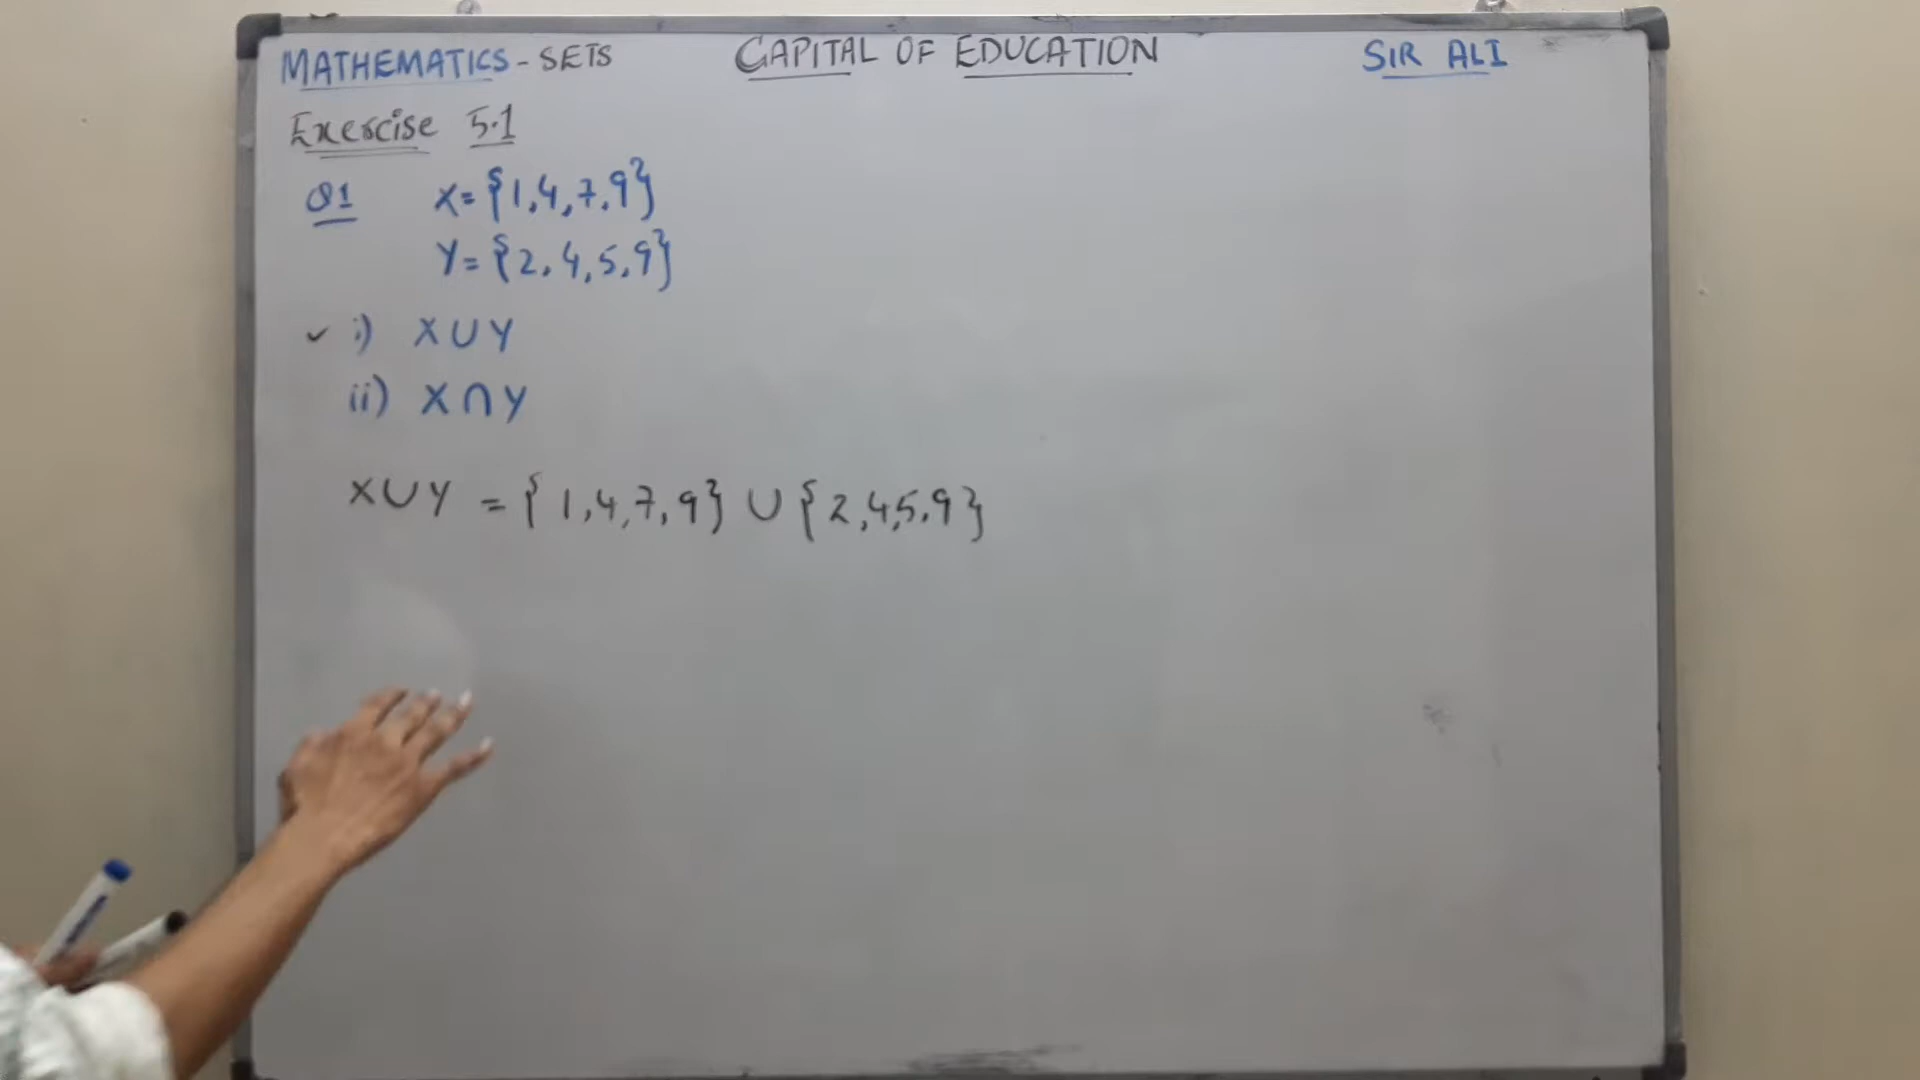 MATHEMATICS - SETS CAPITAL OF EDUCATION SIR ALI
Exercise 5.1
Q1 X = {1,4,7,9}
Y = {2,4,5,9}
✓ i) X ∪ Y
ii) X ∩ Y
X ∪ Y = {1,4,7,9} ∪ {2,4,5,9}